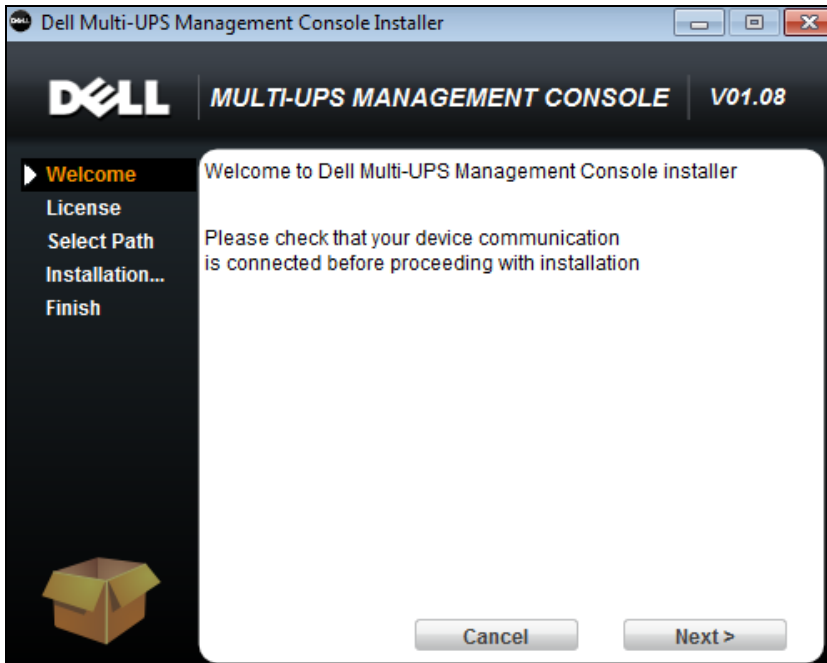 Dell Multi-UPS Management Console Installer
DELL
MULTI-UPS MANAGEMENT CONSOLE
V01.08
Welcome
License
Select Path
Installation...
Finish
Welcome to Dell Multi-UPS Management Console installer
Please check that your device communication
is connected before proceeding with installation
Cancel
Next >